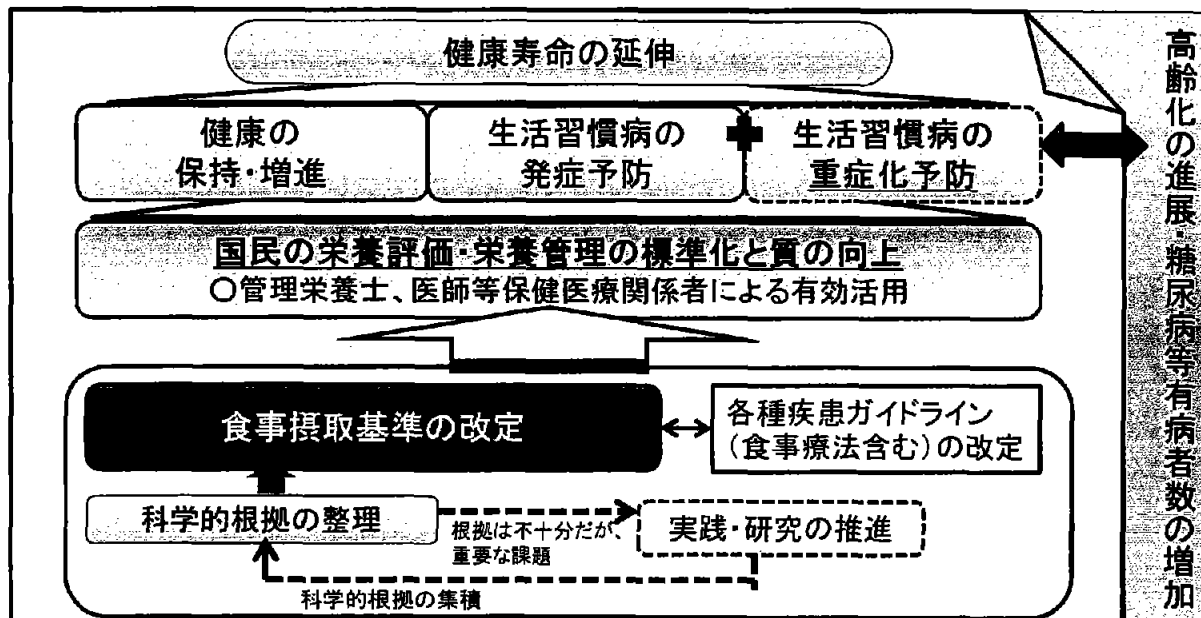 健康寿命の延伸
健康の
保持・増進
生活習慣病の
発症予防
生活習慣病の
重症化予防
国民の栄養評価・栄養管理の標準化と質の向上
○管理栄養士、医師等保健医療関係者による有効活用
食事摂取基準の改定
各種疾患ガイドライン
(食事療法含む)の改定
科学的根拠の整理
根拠は不十分だが、
重要な課題
実践・研究の推進
科学的根拠の集積
高齢化の進展・糖尿病等有病者数の増加